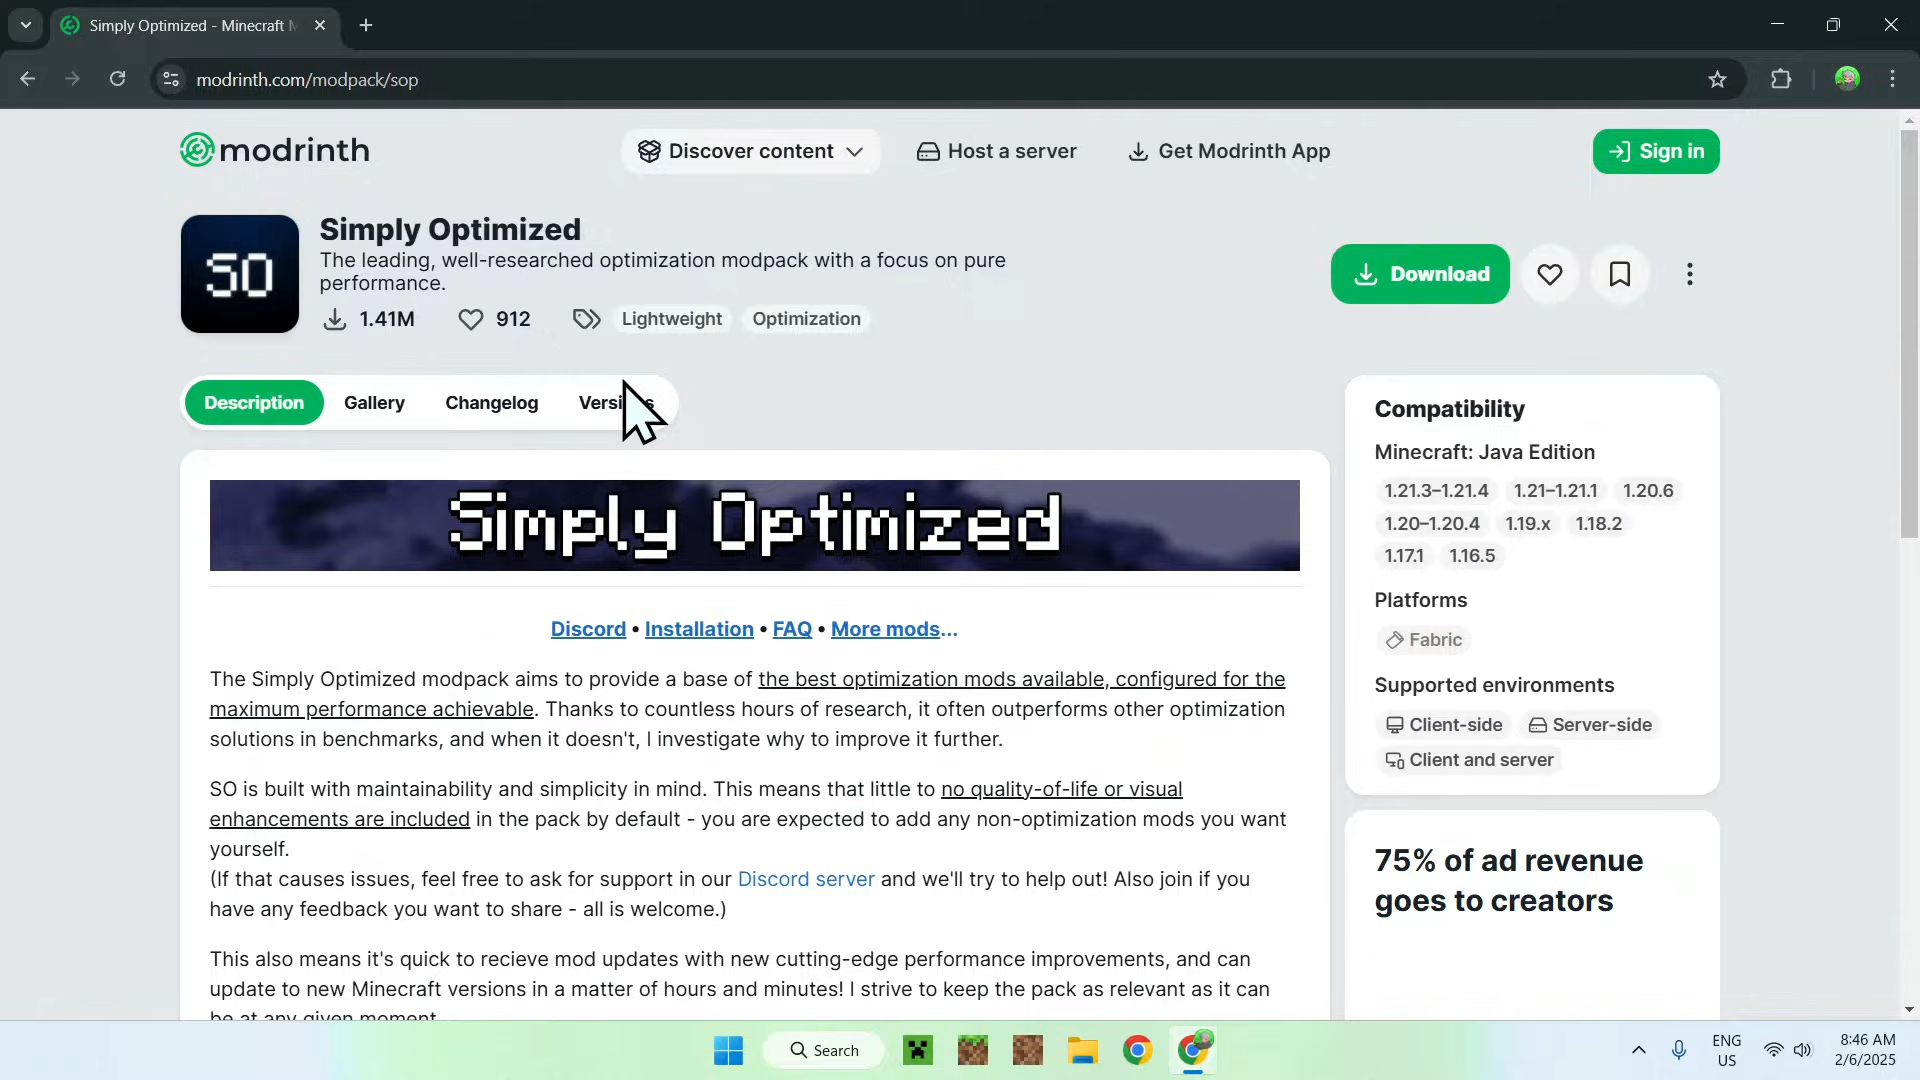 Simply Optimized - Minecraft
modrinth.com/modpack/sop
modrinth
Discover content
Host a server
Get Modrinth App
Sign in
SO
Simply Optimized
The leading, well-researched optimization modpack with a focus on pure
performance.
1.41M
912
Lightweight
Optimization
Download
Description
Gallery
Changelog
Compatibility
Minecraft: Java Edition
1.21.3–1.21.4
1.21–1.21.1
1.20.6
1.20–1.20.4
1.19.x
1.18.2
1.17.1
1.16.5
Platforms
Fabric
Supported environments
Client-side
Server-side
Client and server
75% of ad revenue
goes to creators
Simply Optimized
Discord • Installation • FAQ • More mods...
The Simply Optimized modpack aims to provide a base of the best optimization mods available, configured for the
maximum performance achievable. Thanks to countless hours of research, it often outperforms other optimization
solutions in benchmarks, and when it doesn't, I investigate why to improve it further.
SO is built with maintainability and simplicity in mind. This means that little to no quality-of-life or visual
enhancements are included in the pack by default - you are expected to add any non-optimization mods you want
yourself.
(If that causes issues, feel free to ask for support in our Discord server and we'll try to help out! Also join if you
have any feedback you want to share - all is welcome.)
This also means it's quick to recieve mod updates with new cutting-edge performance improvements, and can
update to new Minecraft versions in a matter of hours and minutes! I strive to keep the pack as relevant as it can
be at any given moment.
Search
ENG
US
8:46 AM
2/6/2025